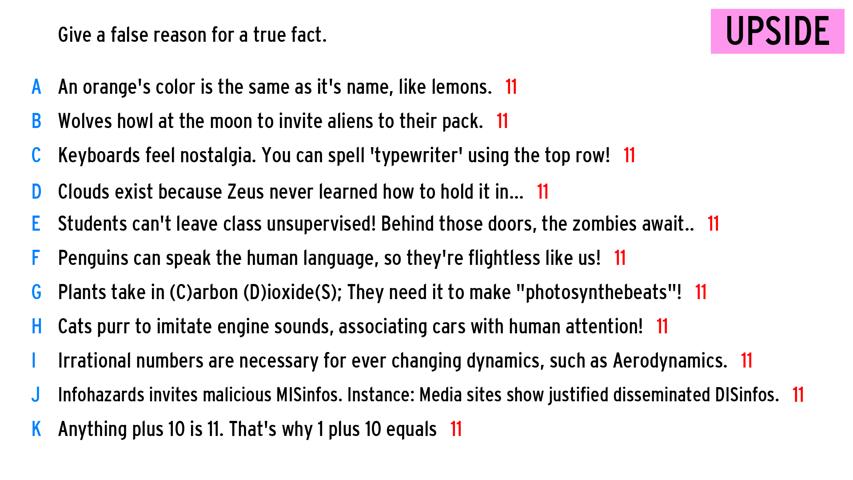 UPSIDE
Give a false reason for a true fact.
A An orange's color is the same as it's name, like lemons. 11
B Wolves howl at the moon to invite aliens to their pack. 11
C Keyboards feel nostalgia. You can spell 'typewriter' using the top row! 11
D Clouds exist because Zeus never learned how to hold it in... 11
E Students can't leave class unsupervised! Behind those doors, the zombies await.. 11
F Penguins can speak the human language, so they're flightless like us! 11
G Plants take in (C)arbon (D)ioxide(S); They need it to make "photosynthebeats"! 11
H Cats purr to imitate engine sounds, associating cars with human attention! 11
I Irrational numbers are necessary for ever changing dynamics, such as Aerodynamics. 11
J Infohazards invites malicious MISinfos. Instance: Media sites show justified disseminated DISinfos. 11
K Anything plus 10 is 11. That's why 1 plus 10 equals 11